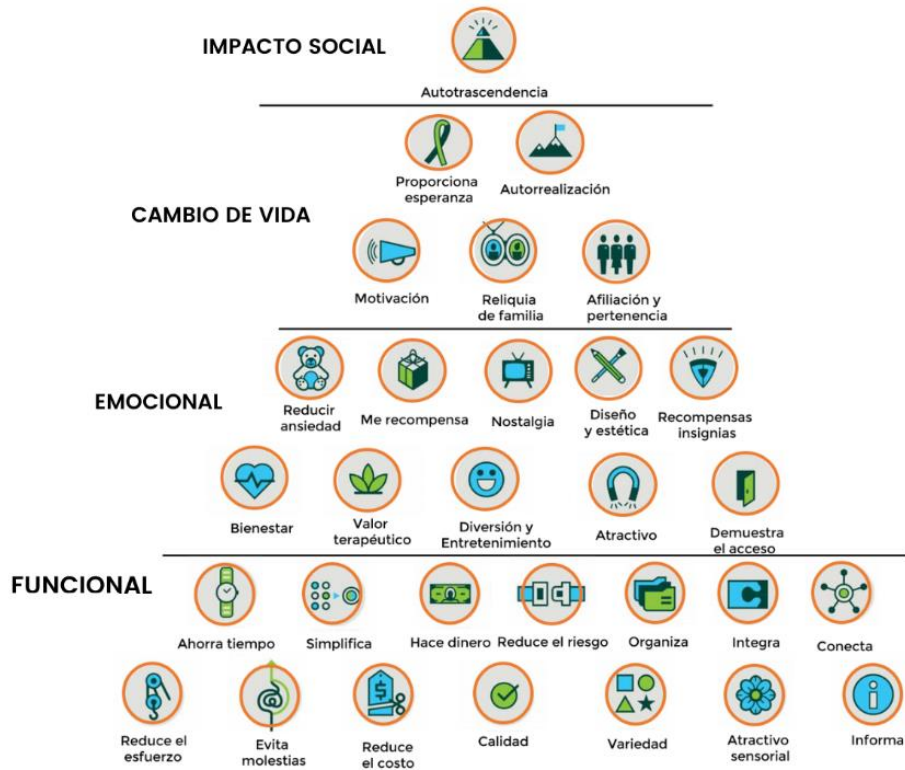 IMPACTO SOCIAL
Autotrascendencia
Proporciona
esperanza
Autorrealización
CAMBIO DE VIDA
Motivación
Reliquia
de familia
Afiliación y
pertenencia
EMOCIONAL
Reducir
ansiedad
Me recompensa
Nostalgia
Diseño
y estética
Recompensas
insignias
Bienestar
Valor
terapéutico
Diversión y
Entretenimiento
Atractivo
Demuestra
el acceso
FUNCIONAL
Ahorra tiempo
Simplifica
Hace dinero
Reduce el riesgo
Organiza
Integra
Conecta
Reduce el
esfuerzo
Evita
molestias
$
Reduce
el costo
Calidad
Variedad
Atractivo
sensorial
i
Informa